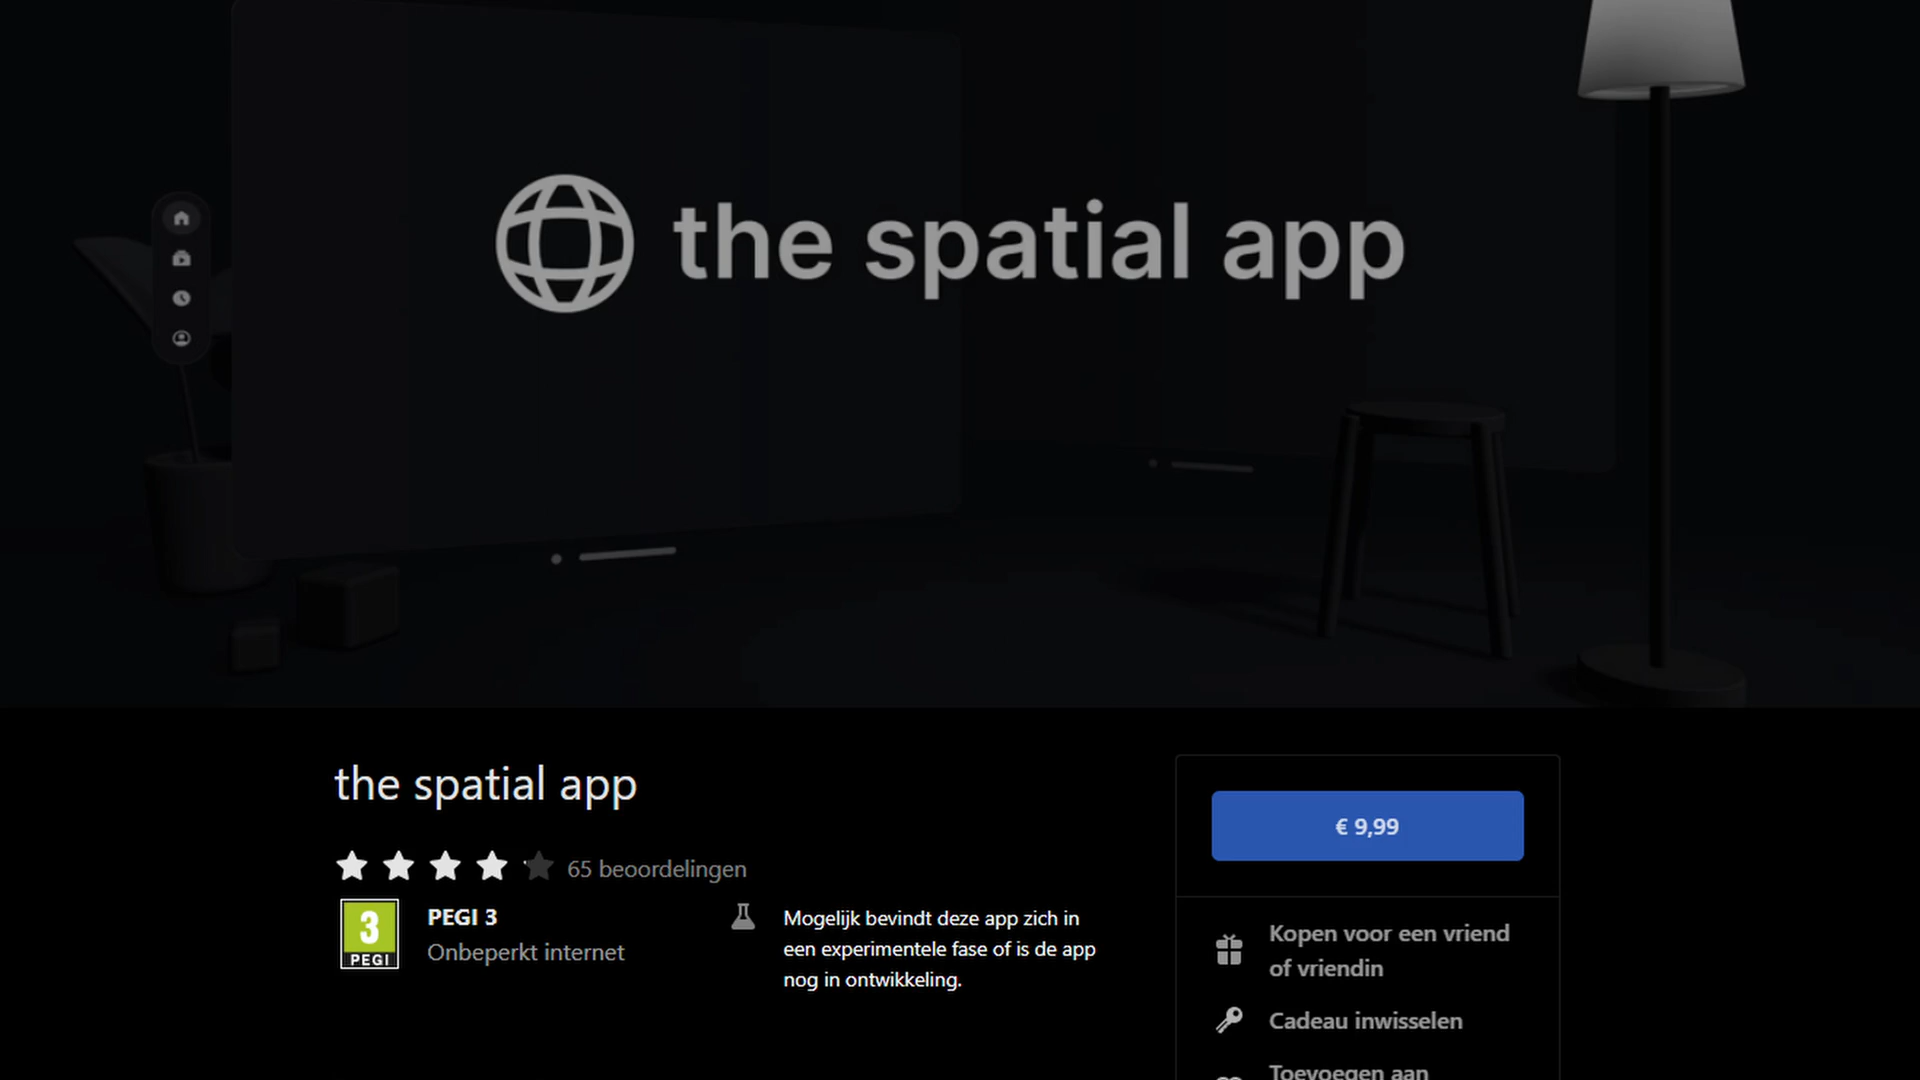 the spatial app
the spatial app
65 beoordelingen
3
PEGI
PEGI 3
Onbeperkt internet
Mogelijk bevindt deze app zich in
een experimentele fase of is de app
nog in ontwikkeling.
€ 9,99
Kopen voor een vriend
of vriendin
Cadeau inwisselen
Toevoegen aan